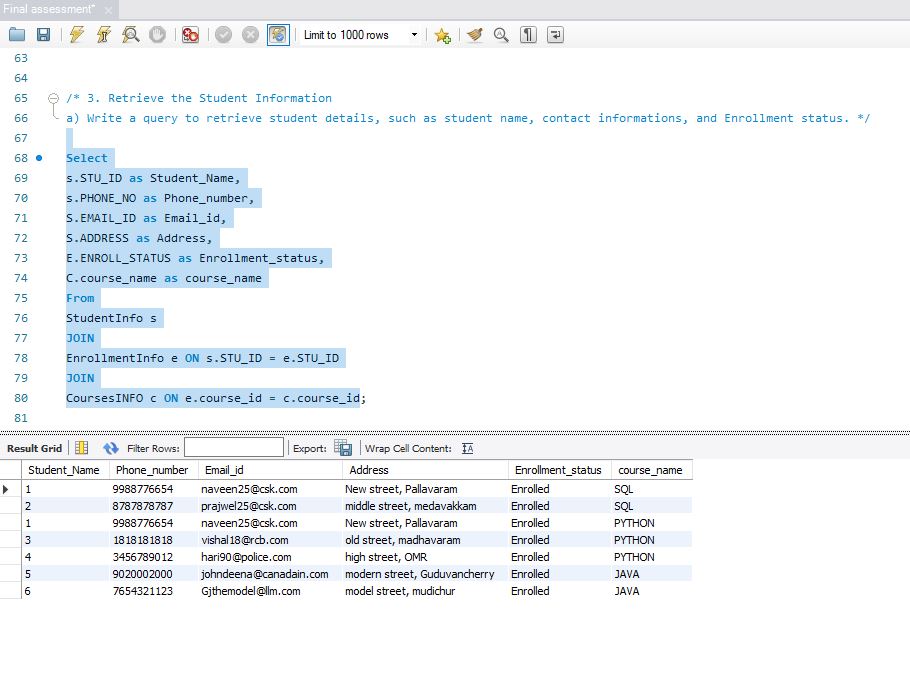 Final assessment*
Limit to 1000 rows
63
64
65 /* 3. Retrieve the Student Information
66 a) Write a query to retrieve student details, such as student name, contact informations, and Enrollment status. */
67
68 Select
69 s.STU_ID as Student_Name,
70 s.PHONE_NO as Phone_number,
71 S.EMAIL_ID as Email_id,
72 S.ADDRESS as Address,
73 E.ENROLL_STATUS as Enrollment_status,
74 C.course_name as course_name
75 From
76 StudentInfo s
77 JOIN
78 EnrollmentInfo e ON s.STU_ID = e.STU_ID
79 JOIN
80 CoursesINFO c ON e.course_id = c.course_id;
81
Result Grid Filter Rows: Export: Wrap Cell Content: IA
Student_Name Phone_number Email_id Address Enrollment_status course_name
1 9988776654 naveen25@csk.com New street, Pallavaram Enrolled SQL
2 8787878787 prajwel25@csk.com middle street, medavakkam Enrolled SQL
1 9988776654 naveen25@csk.com New street, Pallavaram Enrolled PYTHON
3 1818181818 vishal18@rcb.com old street, madhavaram Enrolled PYTHON
4 3456789012 hari90@police.com high street, OMR Enrolled PYTHON
5 9020002000 johndeena@canadain.com modern street, Guduvancherry Enrolled JAVA
6 7654321123 Gjthemodel@llm.com model street, mudichur Enrolled JAVA